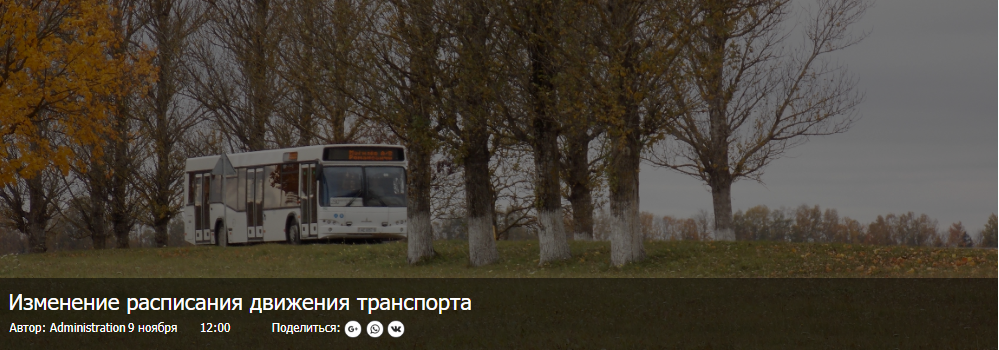 Изменение расписания движения транспорта
Автор: Administration 9 ноября 12:00 Поделиться: